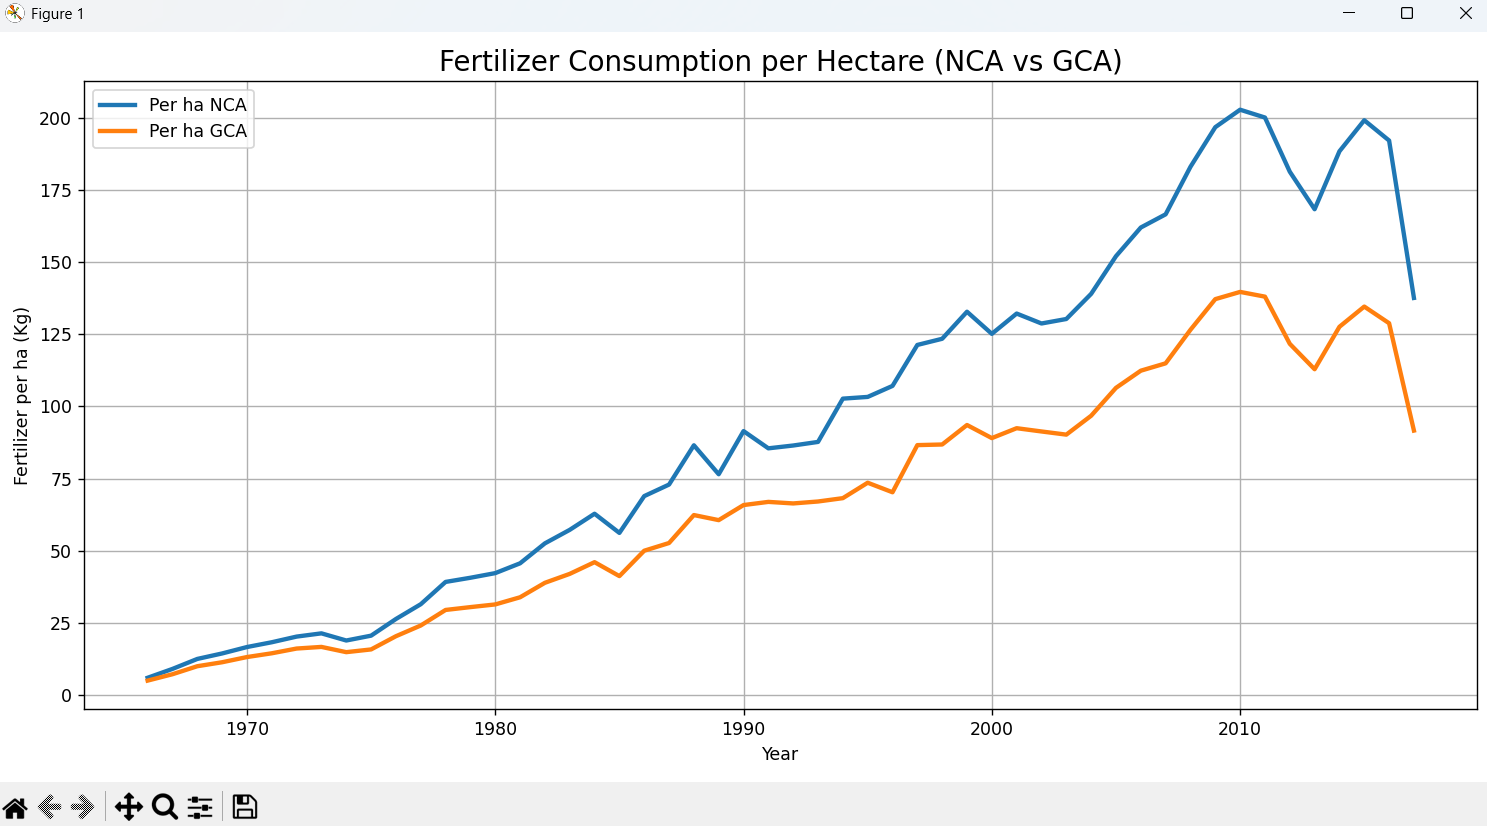 Figure 1
Fertilizer Consumption per Hectare (NCA vs GCA)
Per ha NCA
Per ha GCA
200
175
150
125
100
75
50
25
0
Fertilizer per ha (Kg)
1970 1980 1990 2000 2010
Year